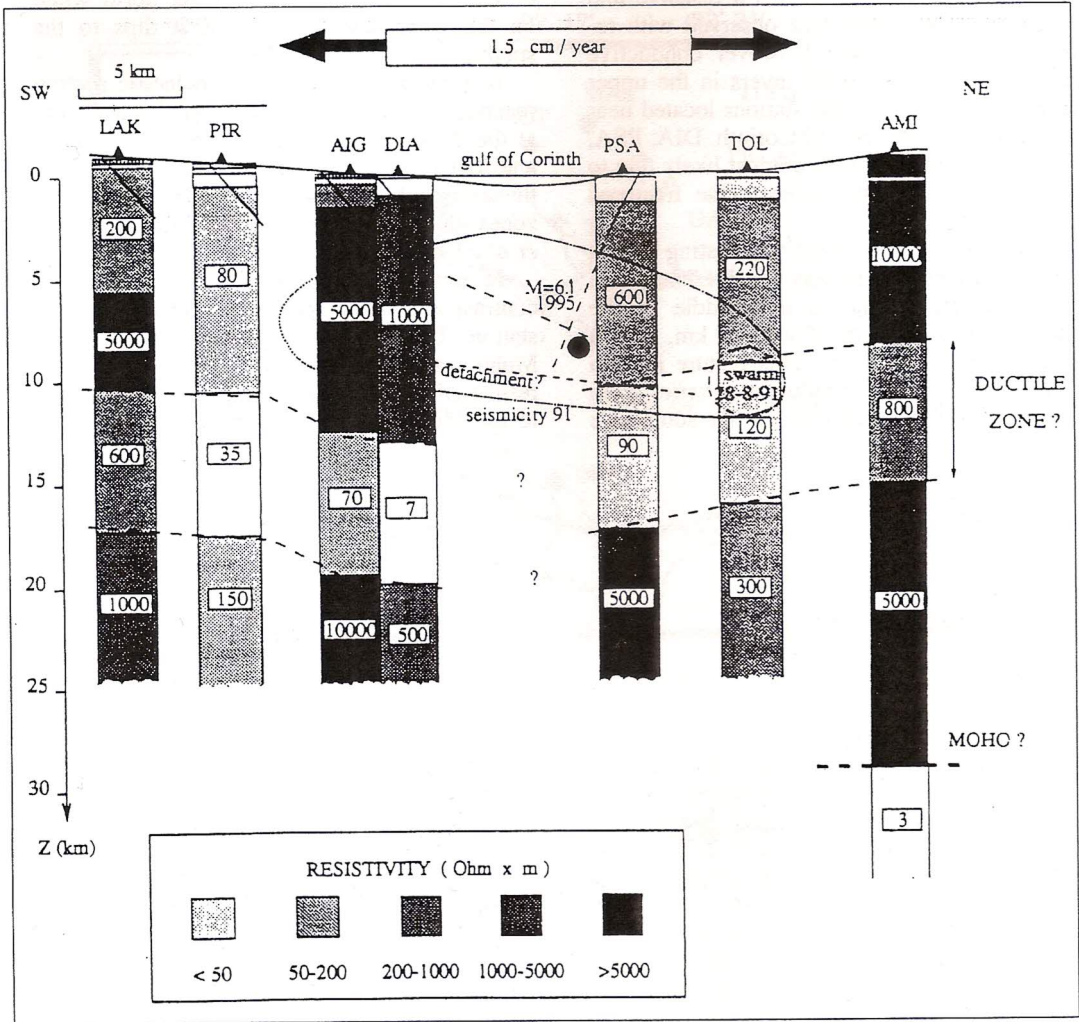 1.5 cm / year
5 km
SW
NE
LAK
PIR
AIG
DIA
gulf of Corinth
PSA
TOL
AMI
0
5
10
15
20
25
30
Z (km)
200
5000
600
1000
80
35
150
5000
70
10000
1000
7
500
M=6.1
1995
detachment?
seismicity 91
?
?
600
90
5000
220
swarm
28-8-91
120
300
10000
800
5000
3
DUCTILE
ZONE ?
MOHO ?
RESISTIVITY ( Ohm x m )
< 50
50-200
200-1000
1000-5000
>5000